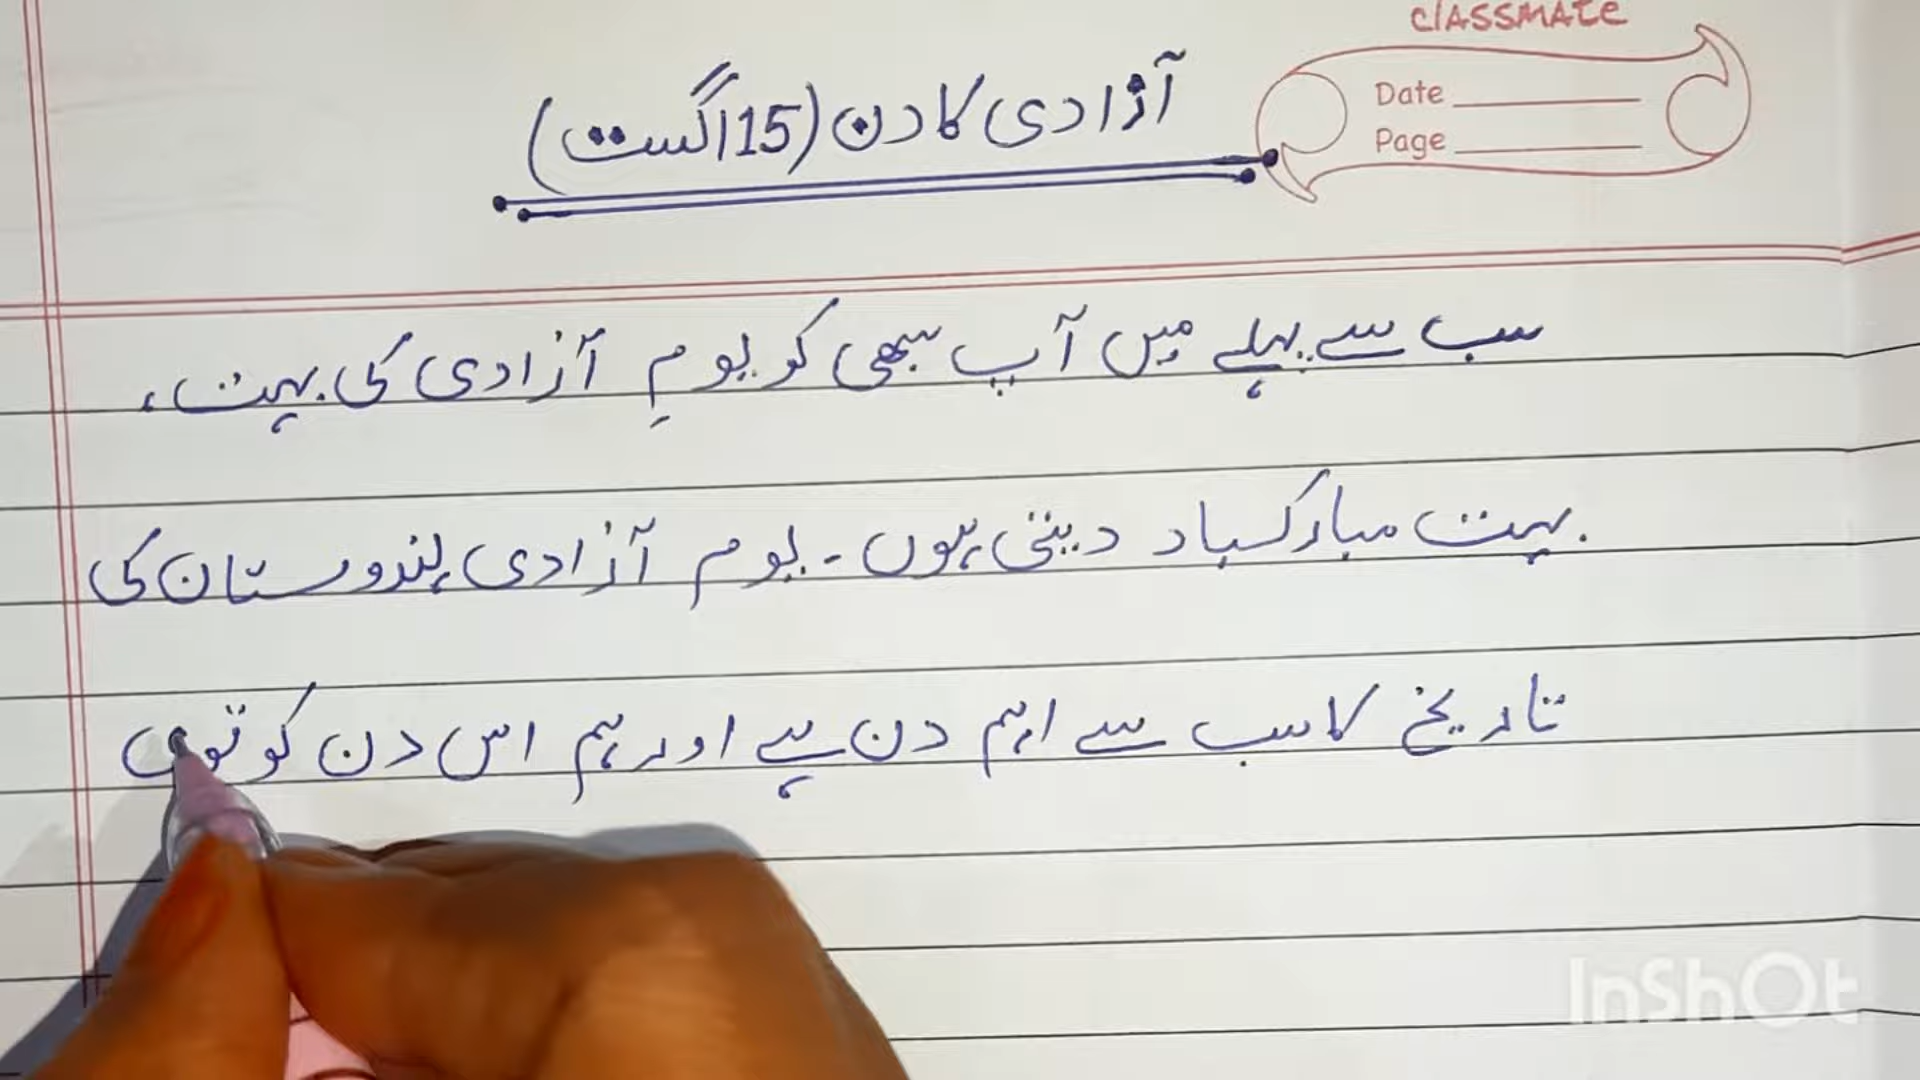 classmate
Date
Page
آزادی کا دن (15 اگست)
سب سے پہلے میں آپ سبھی کو یومِ آزادی کی بہت،
بہت مبارکباد دیتی ہوں۔ یوم آزادی ہندوستان کی
تاریخ کا سب سے اہم دن ہے اور ہم اس دن کو
InShOt